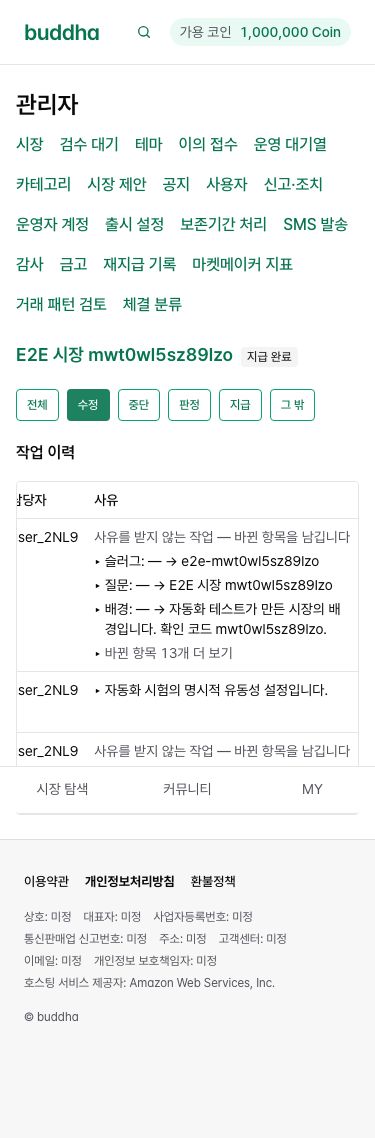 buddha
가용 코인 1,000,000 Coin
관리자
시장 검수 대기 테마 이의 접수 운영 대기열
카테고리 시장 제안 공지 사용자 신고·조치
운영자 계정 출시 설정 보존기간 처리 SMS 발송
감사 금고 재지급 기록 마켓메이커 지표
거래 패턴 검토 체결 분류
E2E 시장 mwt0wl5sz89lzo 지급 완료
전체 수정 중단 판정 지급 그 밖
작업 이력
담당자 사유
ser_2NL9 사유를 받지 않는 작업 — 바뀐 항목을 남깁니다
‣ 슬러그: — → e2e-mwt0wl5sz89lzo
‣ 질문: — → E2E 시장 mwt0wl5sz89lzo
‣ 배경: — → 자동화 테스트가 만든 시장의 배
경입니다. 확인 코드 mwt0wl5sz89lzo.
‣ 바뀐 항목 13개 더 보기
ser_2NL9 ‣ 자동화 시험의 명시적 유동성 설정입니다.
ser_2NL9 사유를 받지 않는 작업 — 바뀐 항목을 남깁니다
시장 탐색 커뮤니티 MY
이용약관 개인정보처리방침 환불정책
상호: 미정 대표자: 미정 사업자등록번호: 미정
통신판매업 신고번호: 미정 주소: 미정 고객센터: 미정
이메일: 미정 개인정보 보호책임자: 미정
호스팅 서비스 제공자: Amazon Web Services, Inc.
© buddha